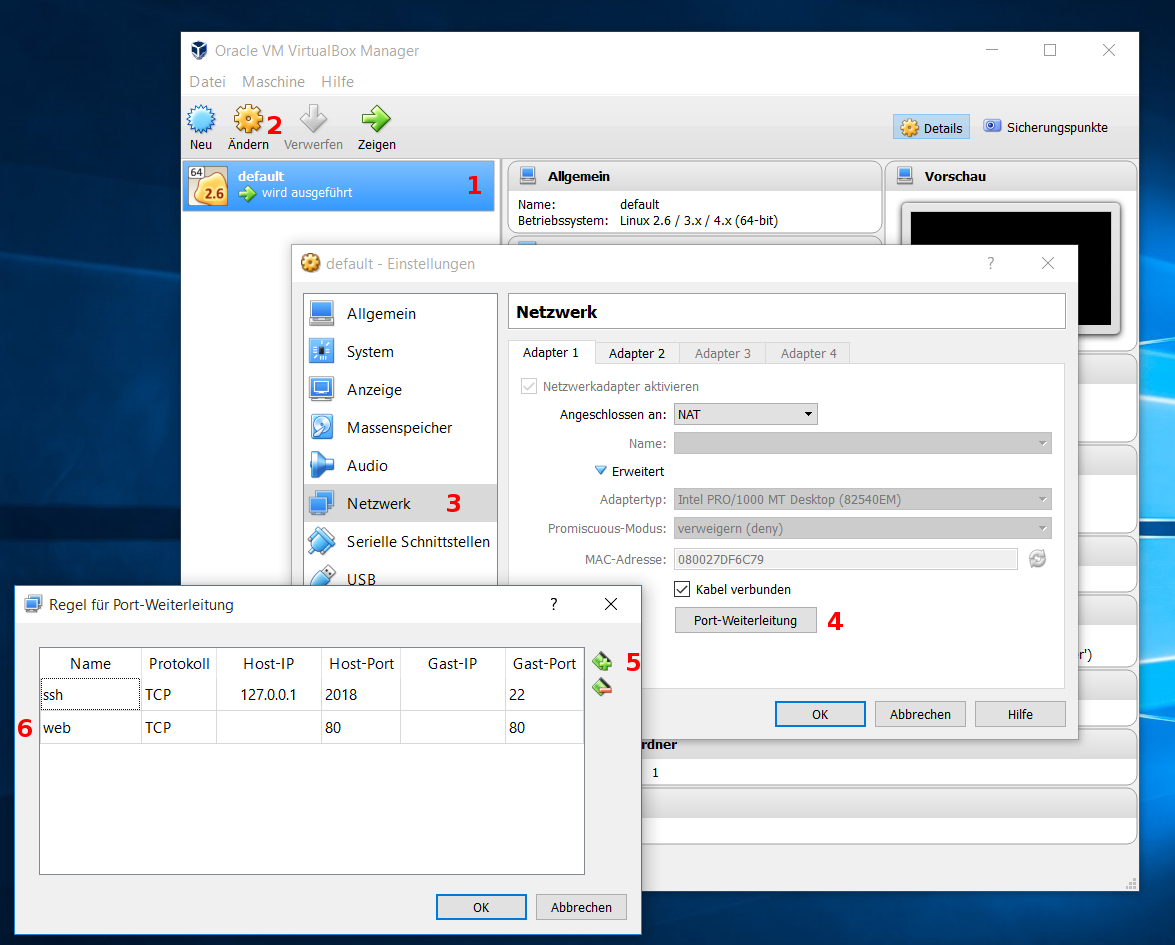 Oracle VM VirtualBox Manager
Datei Maschine Hilfe
Neu Ändern 2 Verwerfen Zeigen
Details Sicherungspunkte
64 2.6 default
wird ausgeführt 1
Allgemein
Name: default
Betriebssystem: Linux 2.6 / 3.x / 4.x (64-bit)
Vorschau
default - Einstellungen ?
Allgemein
System
Anzeige
Massenspeicher
Audio
Netzwerk 3
Serielle Schnittstellen
USB
Netzwerk
Adapter 1 Adapter 2 Adapter 3 Adapter 4
Netzwerkadapter aktivieren
Angeschlossen an: NAT
Name:
Erweitert
Adaptertyp: Intel PRO/1000 MT Desktop (82540EM)
Promiscuous-Modus: verweigern (deny)
MAC-Adresse: 080027DF6C79
Kabel verbunden
Port-Weiterleitung 4
OK Abbrechen Hilfe
r')
rdner
1
Regel für Port-Weiterleitung ?
Name Protokoll Host-IP Host-Port Gast-IP Gast-Port 5
ssh TCP 127.0.0.1 2018 22
6 web TCP 80 80
OK Abbrechen